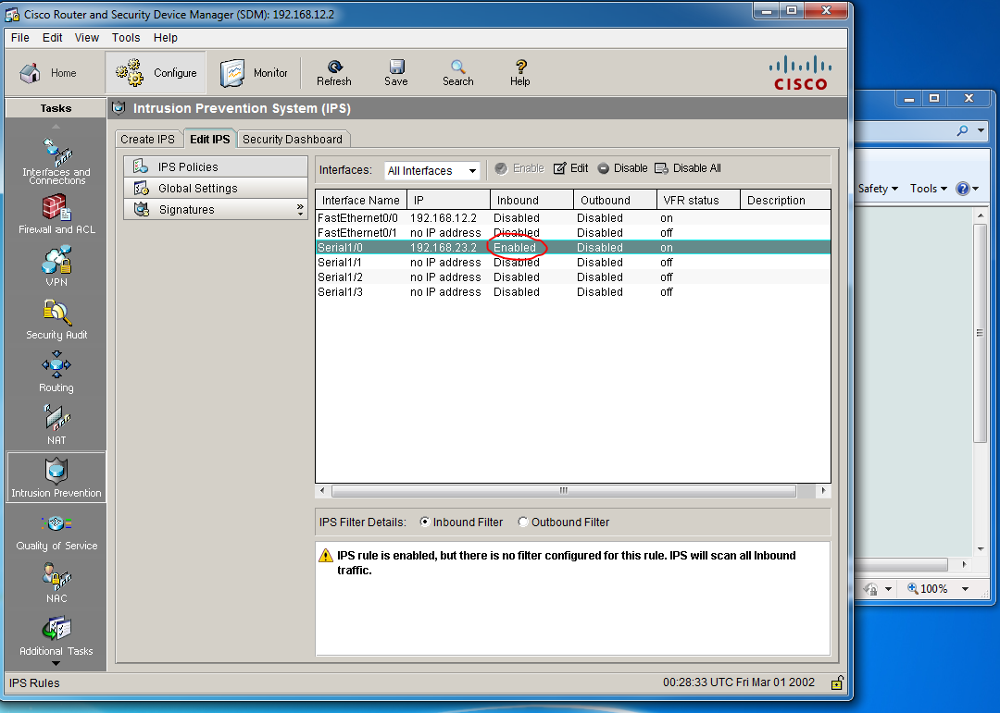 Cisco Router and Security Device Manager (SDM): 192.168.12.2
File Edit View Tools Help
Home Configure Monitor Refresh Save Search Help
CISCO
Tasks
Interfaces and
Connections
Firewall and ACL
VPN
Security Audit
Routing
NAT
Intrusion Prevention
Quality of Service
NAC
Additional Tasks
Intrusion Prevention System (IPS)
Create IPS Edit IPS Security Dashboard
IPS Policies
Global Settings
Signatures »
Interfaces: All Interfaces Enable Edit Disable Disable All
Interface Name IP Inbound Outbound VFR status Description
FastEthernet0/0 192.168.12.2 Disabled Disabled on
FastEthernet0/1 no IP address Disabled Disabled off
Serial1/0 192.168.23.2 Enabled Disabled on
Serial1/1 no IP address Disabled Disabled off
Serial1/2 no IP address Disabled Disabled off
Serial1/3 no IP address Disabled Disabled off
IPS Filter Details: Inbound Filter Outbound Filter
IPS rule is enabled, but there is no filter configured for this rule. IPS will scan all Inbound
traffic.
IPS Rules 00:28:33 UTC Fri Mar 01 2002
Safety Tools
100%